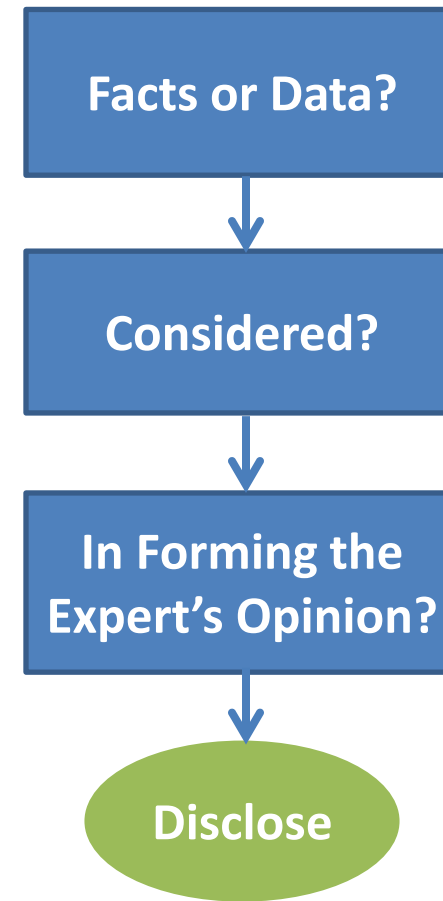 Facts or Data?
Considered?
In Forming the
Expert’s Opinion?
Disclose